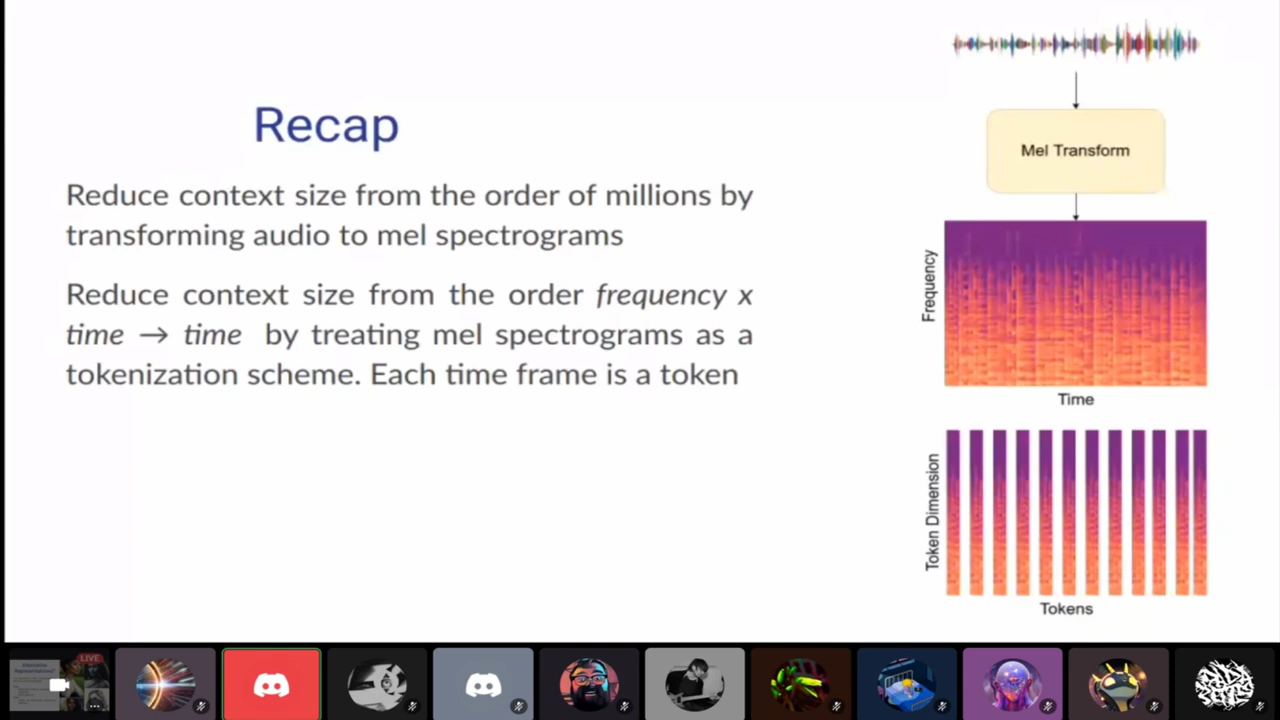 Recap
Reduce context size from the order of millions by
transforming audio to mel spectrograms
Reduce context size from the order frequency x
time → time by treating mel spectrograms as a
tokenization scheme. Each time frame is a token
Mel Transform
Frequency
Time
Token Dimension
Tokens
LIVE